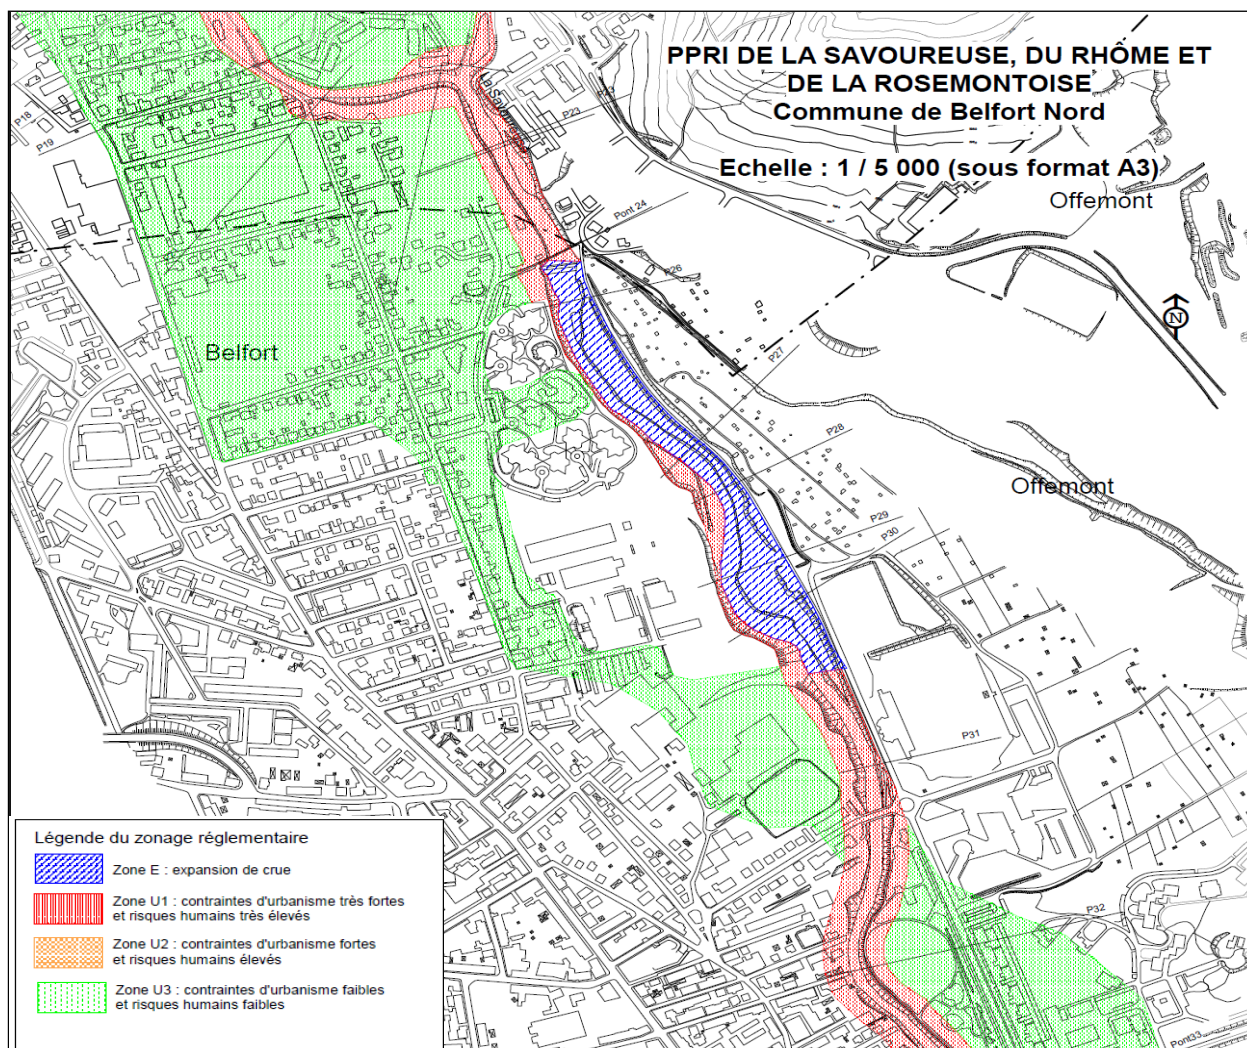 PPRI DE LA SAVOUREUSE, DU RHÔME ET
DE LA ROSEMONTOISE
Commune de Belfort Nord
Echelle : 1 / 5 000 (sous format A3)
Offemont
P18
P19
P23
Pont 24
P26
N
Belfort
P27
P28
Offemont
P29
P30
P31
P32
Pont33
Légende du zonage réglementaire
Zone E : expansion de crue
Zone U1 : contraintes d'urbanisme très fortes
et risques humains très élevés
Zone U2 : contraintes d'urbanisme fortes
et risques humains élevés
Zone U3 : contraintes d'urbanisme faibles
et risques humains faibles